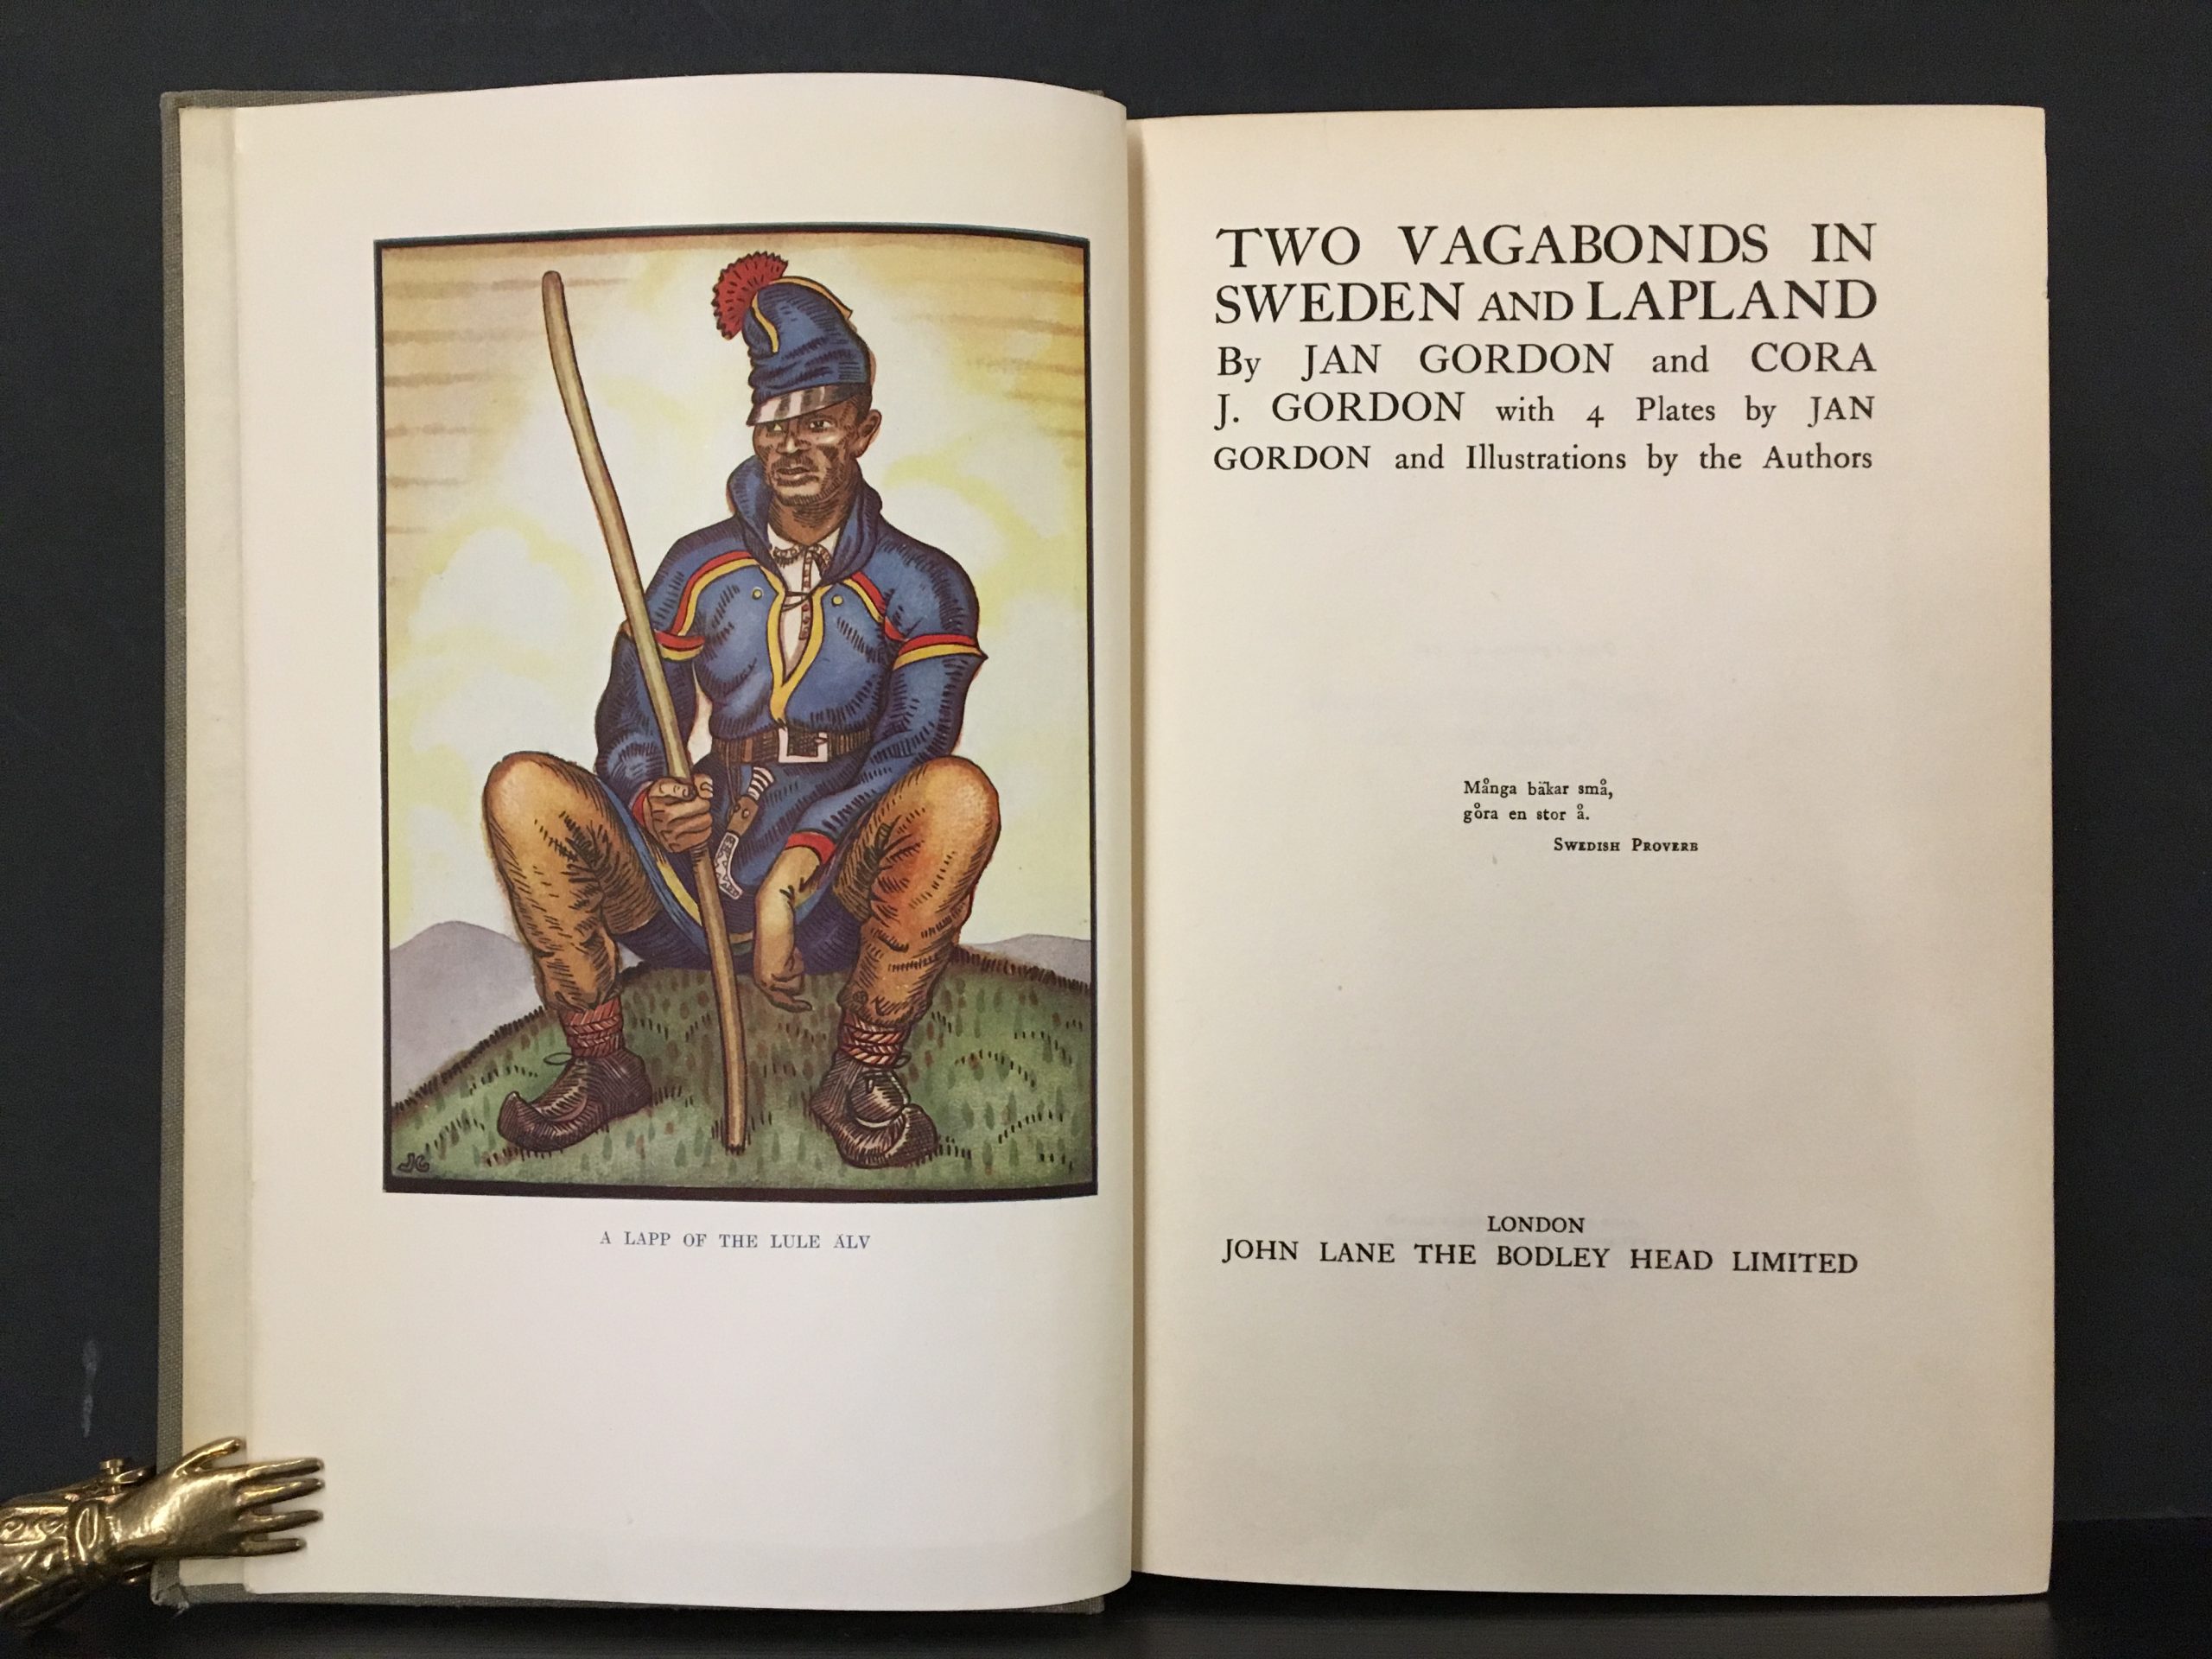 JG
A LAPP OF THE LULE ÄLV
TWO VAGABONDS IN
SWEDEN AND LAPLAND
By JAN GORDON and CORA
J. GORDON with 4 Plates by JAN
GORDON and Illustrations by the Authors
Många bäkar små,
gőra en stor å.
SWEDISH PROVERB
LONDON
JOHN LANE THE BODLEY HEAD LIMITED